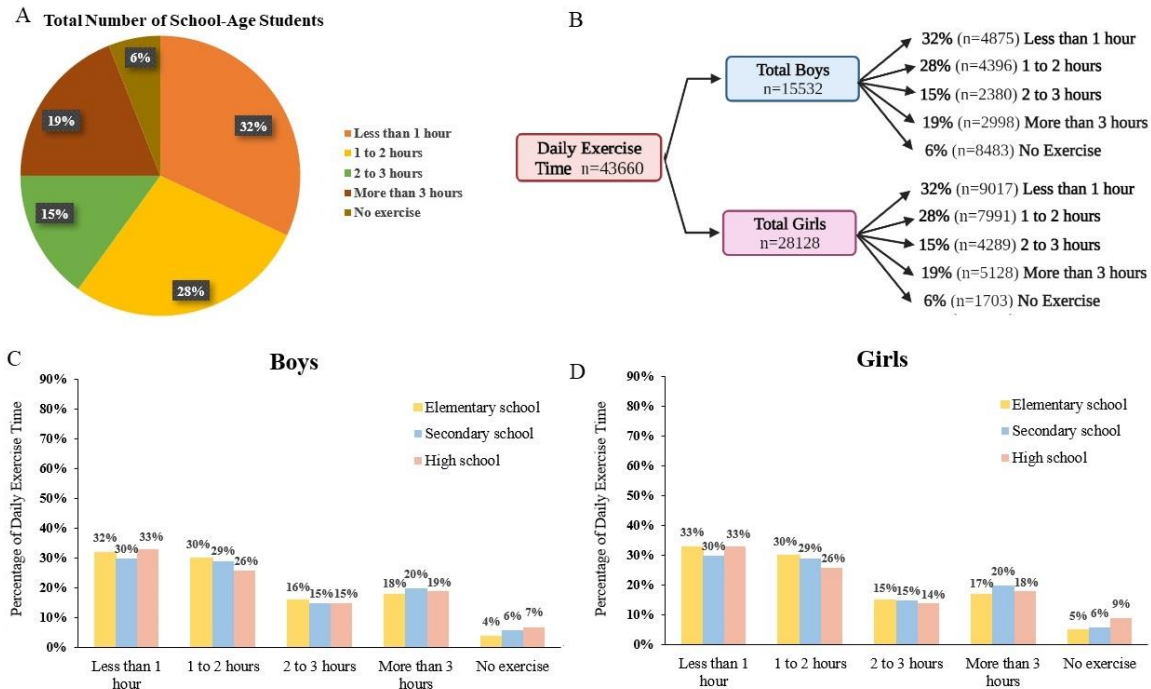 A
Total Number of School-Age Students
6%
32%
19%
15%
28%
Less than 1 hour
1 to 2 hours
2 to 3 hours
More than 3 hours
No exercise
B
Daily Exercise
Time n=43660
Total Boys
n=15532
32% (n=4875) Less than 1 hour
28% (n=4396) 1 to 2 hours
15% (n=2380) 2 to 3 hours
19% (n=2998) More than 3 hours
6% (n=8483) No Exercise
Total Girls
n=28128
32% (n=9017) Less than 1 hour
28% (n=7991) 1 to 2 hours
15% (n=4289) 2 to 3 hours
19% (n=5128) More than 3 hours
6% (n=1703) No Exercise
C
Boys
Percentage of Daily Exercise Time
90%
80%
70%
60%
50%
40%
30%
20%
10%
0%
Elementary school
Secondary school
High school
32% 30% 33%
30% 29% 26%
16% 15% 15%
18% 20% 19%
4% 6% 7%
Less than 1
hour
1 to 2 hours
2 to 3 hours
More than 3
hours
No exercise
D
Girls
Percentage of Daily Exercise Time
90%
80%
70%
60%
50%
40%
30%
20%
10%
0%
Elementary school
Secondary school
High school
33% 30% 33%
30% 29% 26%
15% 15% 14%
17% 20% 18%
5% 6% 9%
Less than 1
hour
1 to 2 hours
2 to 3 hours
More than 3
hours
No exercise